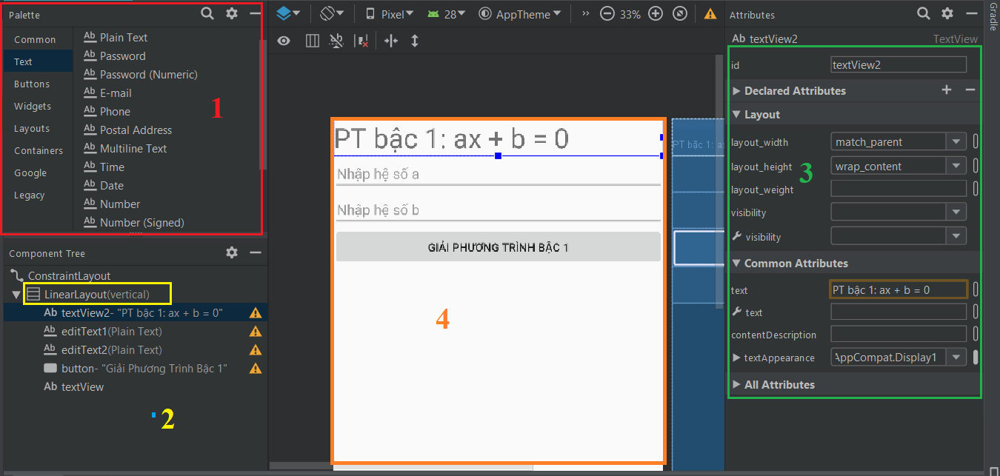 Palette
Common
Text
Buttons
Widgets
Layouts
Containers
Google
Legacy
Ab Plain Text
Ab Password
Ab Password (Numeric)
Ab E-mail
Ab Phone
Ab Postal Address
Ab Multiline Text
Ab Time
Ab Date
Ab Number
Ab Number (Signed)
1
Component Tree
ConstraintLayout
LinearLayout(vertical)
Ab textView2- "PT bậc 1: ax + b = 0"
Ab editText1(Plain Text)
Ab editText2(Plain Text)
button- "Giải Phương Trình Bậc 1"
Ab textView
2
Pixel
28
AppTheme
33%
PT bậc 1: ax + b = 0
Nhập hệ số a
Nhập hệ số b
GIẢI PHƯƠNG TRÌNH BẬC 1
4
PT bậc 1: a
Attributes
Ab textView2
TextView
id
textView2
Declared Attributes
Layout
layout_width
match_parent
layout_height
wrap_content
layout_weight
visibility
visibility
3
Common Attributes
text
PT bậc 1: ax + b = 0
text
contentDescription
textAppearance
AppCompat.Display1
All Attributes
Gradle